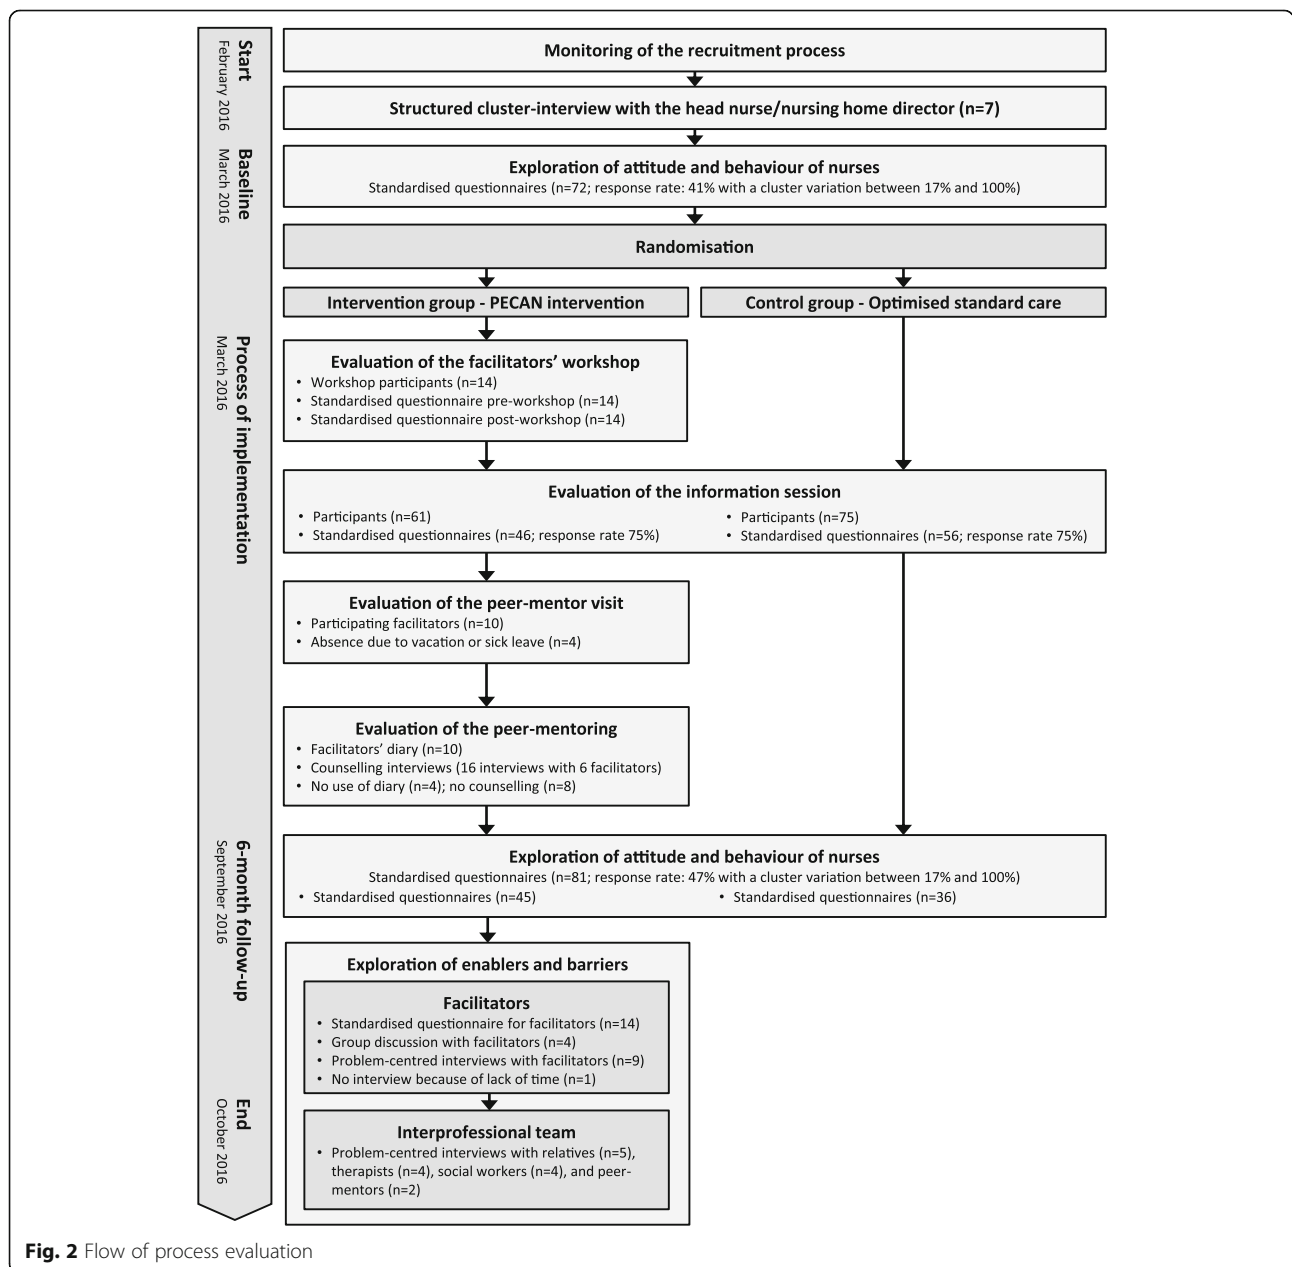 Start
February 2016
Monitoring of the recruitment process
Structured cluster-interview with the head nurse/nursing home director (n=7)
Baseline
March 2016
Exploration of attitude and behaviour of nurses
Standardised questionnaires (n=72; response rate: 41% with a cluster variation between 17% and 100%)
Randomisation
Intervention group - PECAN intervention
Control group - Optimised standard care
Process of implementation
March 2016
Evaluation of the facilitators’ workshop
• Workshop participants (n=14)
• Standardised questionnaire pre-workshop (n=14)
• Standardised questionnaire post-workshop (n=14)
Evaluation of the information session
• Participants (n=61)
• Standardised questionnaires (n=46; response rate 75%)
• Participants (n=75)
• Standardised questionnaires (n=56; response rate 75%)
Evaluation of the peer-mentor visit
• Participating facilitators (n=10)
• Absence due to vacation or sick leave (n=4)
Evaluation of the peer-mentoring
• Facilitators’ diary (n=10)
• Counselling interviews (16 interviews with 6 facilitators)
• No use of diary (n=4); no counselling (n=8)
6-month follow-up
September 2016
Exploration of attitude and behaviour of nurses
Standardised questionnaires (n=81; response rate: 47% with a cluster variation between 17% and 100%)
• Standardised questionnaires (n=45)
• Standardised questionnaires (n=36)
Exploration of enablers and barriers
Facilitators
• Standardised questionnaire for facilitators (n=14)
• Group discussion with facilitators (n=4)
• Problem-centred interviews with facilitators (n=9)
• No interview because of lack of time (n=1)
End
October 2016
Interprofessional team
• Problem-centred interviews with relatives (n=5),
therapists (n=4), social workers (n=4), and peer-
mentors (n=2)
Fig. 2 Flow of process evaluation